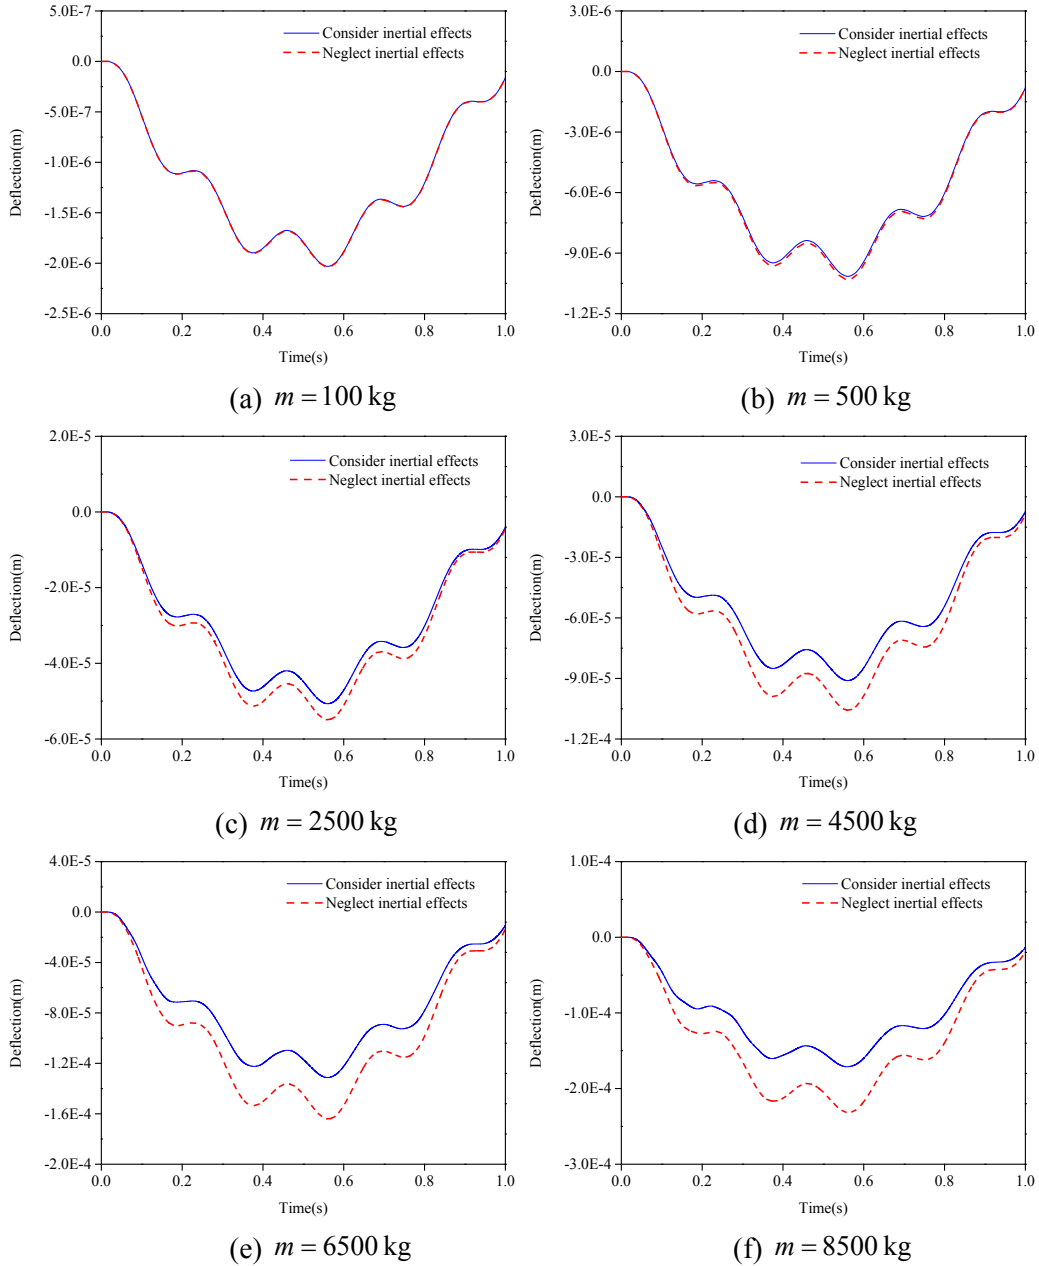 5.0E-7
0.0
-5.0E-7
-1.0E-6
-1.5E-6
-2.0E-6
-2.5E-6
Deflection(m)
Consider inertial effects
Neglect inertial effects
0.0 0.2 0.4 0.6 0.8 1.0
Time(s)
(a) m = 100 kg
3.0E-6
0.0
-3.0E-6
-6.0E-6
-9.0E-6
-1.2E-5
Deflection(m)
Consider inertial effects
Neglect inertial effects
0.0 0.2 0.4 0.6 0.8 1.0
Time(s)
(b) m = 500 kg
2.0E-5
0.0
-2.0E-5
-4.0E-5
-6.0E-5
Deflection(m)
Consider inertial effects
Neglect inertial effects
0.0 0.2 0.4 0.6 0.8 1.0
Time(s)
(c) m = 2500 kg
3.0E-5
0.0
-3.0E-5
-6.0E-5
-9.0E-5
-1.2E-4
Deflection(m)
Consider inertial effects
Neglect inertial effects
0.0 0.2 0.4 0.6 0.8 1.0
Time(s)
(d) m = 4500 kg
4.0E-5
0.0
-4.0E-5
-8.0E-5
-1.2E-4
-1.6E-4
-2.0E-4
Deflection(m)
Consider inertial effects
Neglect inertial effects
0.0 0.2 0.4 0.6 0.8 1.0
Time(s)
(e) m = 6500 kg
1.0E-4
0.0
-1.0E-4
-2.0E-4
-3.0E-4
Deflection(m)
Consider inertial effects
Neglect inertial effects
0.0 0.2 0.4 0.6 0.8 1.0
Time(s)
(f) m = 8500 kg